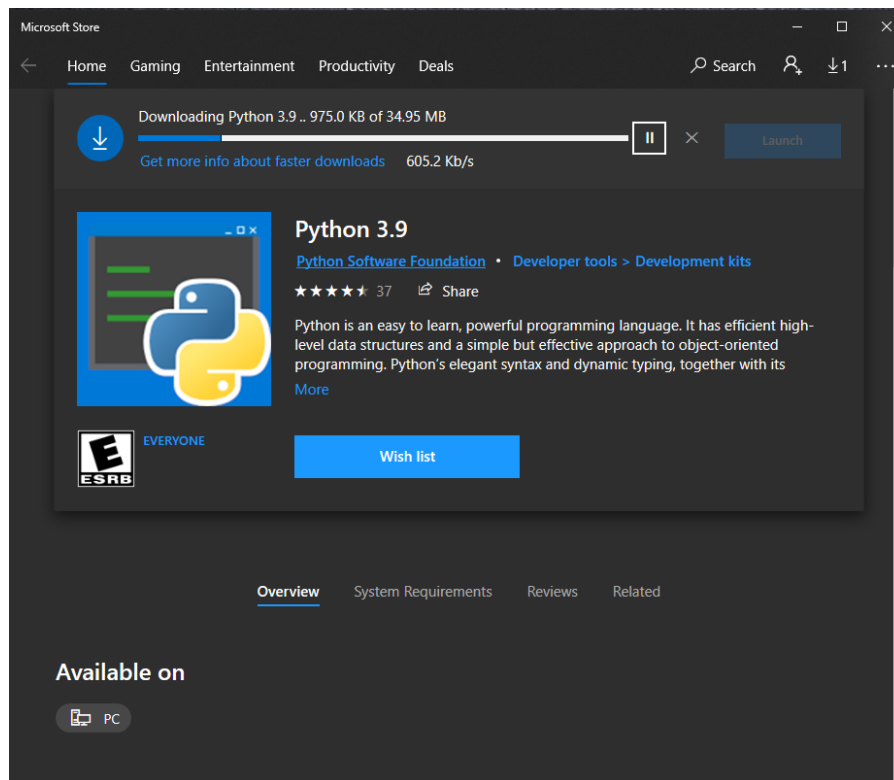 Microsoft Store
Home Gaming Entertainment Productivity Deals Search 1
Downloading Python 3.9 .. 975.0 KB of 34.95 MB
Launch
Get more info about faster downloads 605.2 Kb/s
Python 3.9
Python Software Foundation • Developer tools > Development kits
37 Share
Python is an easy to learn, powerful programming language. It has efficient high-
level data structures and a simple but effective approach to object-oriented
programming. Python's elegant syntax and dynamic typing, together with its
More
EVERYONE
E
ESRB
Wish list
Overview System Requirements Reviews Related
Available on
PC